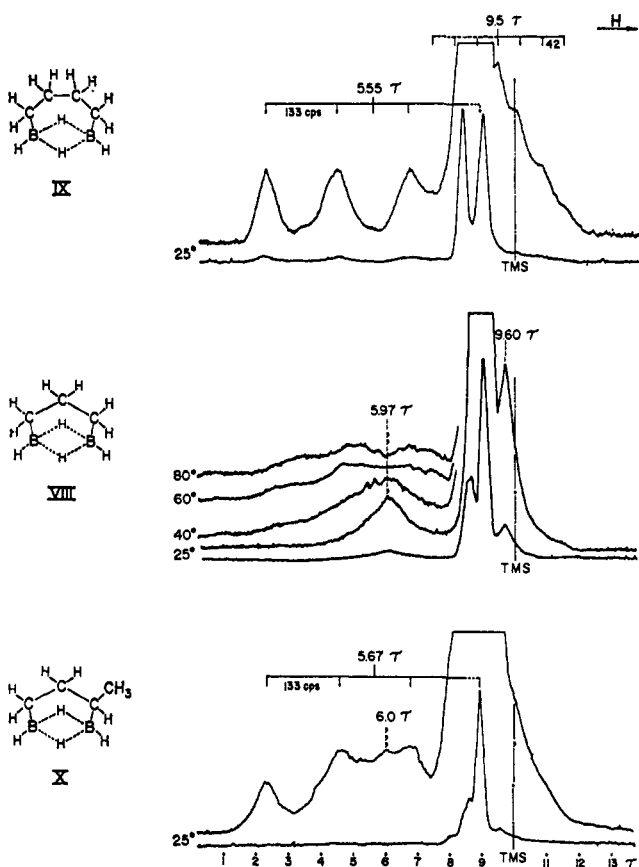 9.5 τ
H
42
5.55 τ
133 cps
H H H H
H C C H
H C C H
H B H B H
H
IX
25°
TMS
9.60 τ
5.97 τ
H H
H C H
C C
H H H
B B
H H H
VIII
80°
60°
40°
25°
TMS
5.67 τ
133 cps
6.0 τ
H H
H C CH₃
C C
H H H
B B
H H H
X
25°
TMS
1 2 3 4 5 6 7 8 9 10 11 12 13 τ